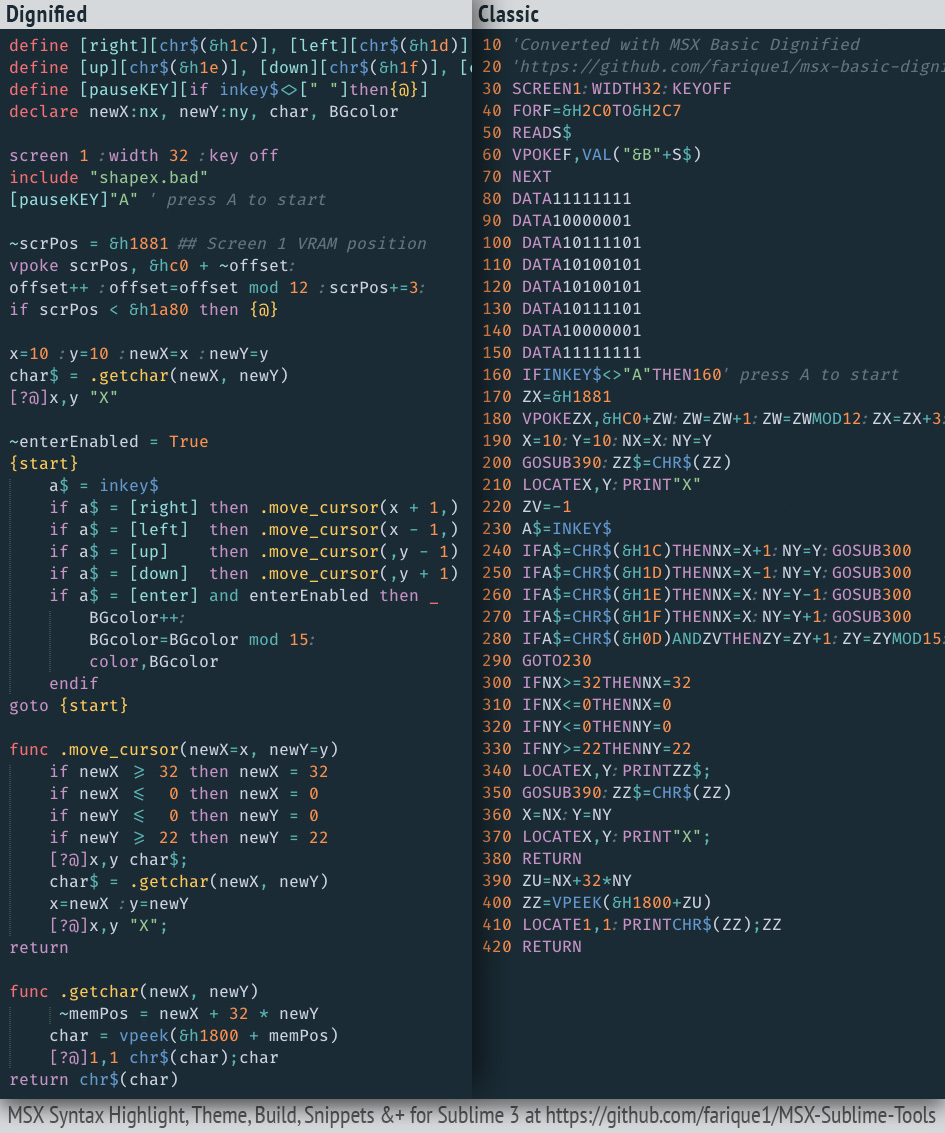 Dignified
define [right][chr$(&h1c)], [left][chr$(&h1d)]
define [up][chr$(&h1e)], [down][chr$(&h1f)], [
define [pauseKEY][if inkey$<>[" "]then{@}]
declare newX:nx, newY:ny, char, BGcolor
screen 1 :width 32 :key off
include "shapex.bad"
[pauseKEY]"A" ' press A to start
~scrPos = &h1881 ## Screen 1 VRAM position
vpoke scrPos, &hc0 + ~offset:
offset++ :offset=offset mod 12 :scrPos+=3:
if scrPos < &h1a80 then {@}
x=10 :y=10 :newX=x :newY=y
char$ = .getchar(newX, newY)
[?@]x,y "X"
~enterEnabled = True
{start}
a$ = inkey$
if a$ = [right] then .move_cursor(x + 1,)
if a$ = [left]  then .move_cursor(x - 1,)
if a$ = [up]    then .move_cursor(,y - 1)
if a$ = [down]  then .move_cursor(,y + 1)
if a$ = [enter] and enterEnabled then _
BGcolor++:
BGcolor=BGcolor mod 15:
color,BGcolor
endif
goto {start}
func .move_cursor(newX=x, newY=y)
if newX ≥ 32 then newX = 32
if newX ≤  0 then newX = 0
if newY ≤  0 then newY = 0
if newY ≥ 22 then newY = 22
[?@]x,y char$;
char$ = .getchar(newX, newY)
x=newX :y=newY
[?@]x,y "X";
return
func .getchar(newX, newY)
~memPos = newX + 32 * newY
char = vpeek(&h1800 + memPos)
[?@]1,1 chr$(char);char
return chr$(char)
Classic
10 'Converted with MSX Basic Dignified
20 'https://github.com/farique1/msx-basic-digni
30 SCREEN1:WIDTH32:KEYOFF
40 FORF=&H2C0TO&H2C7
50 READS$
60 VPOKEF,VAL("&B"+S$)
70 NEXT
80 DATA11111111
90 DATA10000001
100 DATA10111101
110 DATA10100101
120 DATA10100101
130 DATA10111101
140 DATA10000001
150 DATA11111111
160 IFINKEY$<>"A"THEN160' press A to start
170 ZX=&H1881
180 VPOKEZX,&HC0+ZW:ZW=ZW+1:ZW=ZWMOD12:ZX=ZX+3:
190 X=10:Y=10:NX=X:NY=Y
200 GOSUB390:ZZ$=CHR$(ZZ)
210 LOCATEX,Y:PRINT"X"
220 ZV=-1
230 A$=INKEY$
240 IFA$=CHR$(&H1C)THENNX=X+1:NY=Y:GOSUB300
250 IFA$=CHR$(&H1D)THENNX=X-1:NY=Y:GOSUB300
260 IFA$=CHR$(&H1E)THENNX=X:NY=Y-1:GOSUB300
270 IFA$=CHR$(&H1F)THENNX=X:NY=Y+1:GOSUB300
280 IFA$=CHR$(&H0D)ANDZVTHENZY=ZY+1:ZY=ZYMOD15:
290 GOTO230
300 IFNX>=32THENNX=32
310 IFNX<=0THENNX=0
320 IFNY<=0THENNY=0
330 IFNY>=22THENNY=22
340 LOCATEX,Y:PRINTZZ$;
350 GOSUB390:ZZ$=CHR$(ZZ)
360 X=NX:Y=NY
370 LOCATEX,Y:PRINT"X";
380 RETURN
390 ZU=NX+32*NY
400 ZZ=VPEEK(&H1800+ZU)
410 LOCATE1,1:PRINTCHR$(ZZ);ZZ
420 RETURN
MSX Syntax Highlight, Theme, Build, Snippets &+ for Sublime 3 at https://github.com/farique1/MSX-Sublime-Tools